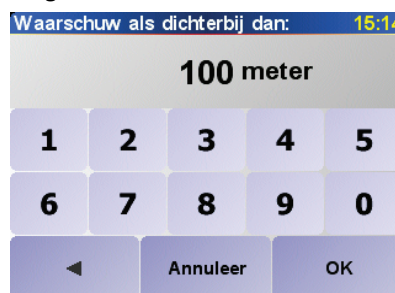 Waarschuw als dichterbij dan: 15:14
100 meter
1 2 3 4 5
6 7 8 9 0
Annuleer OK